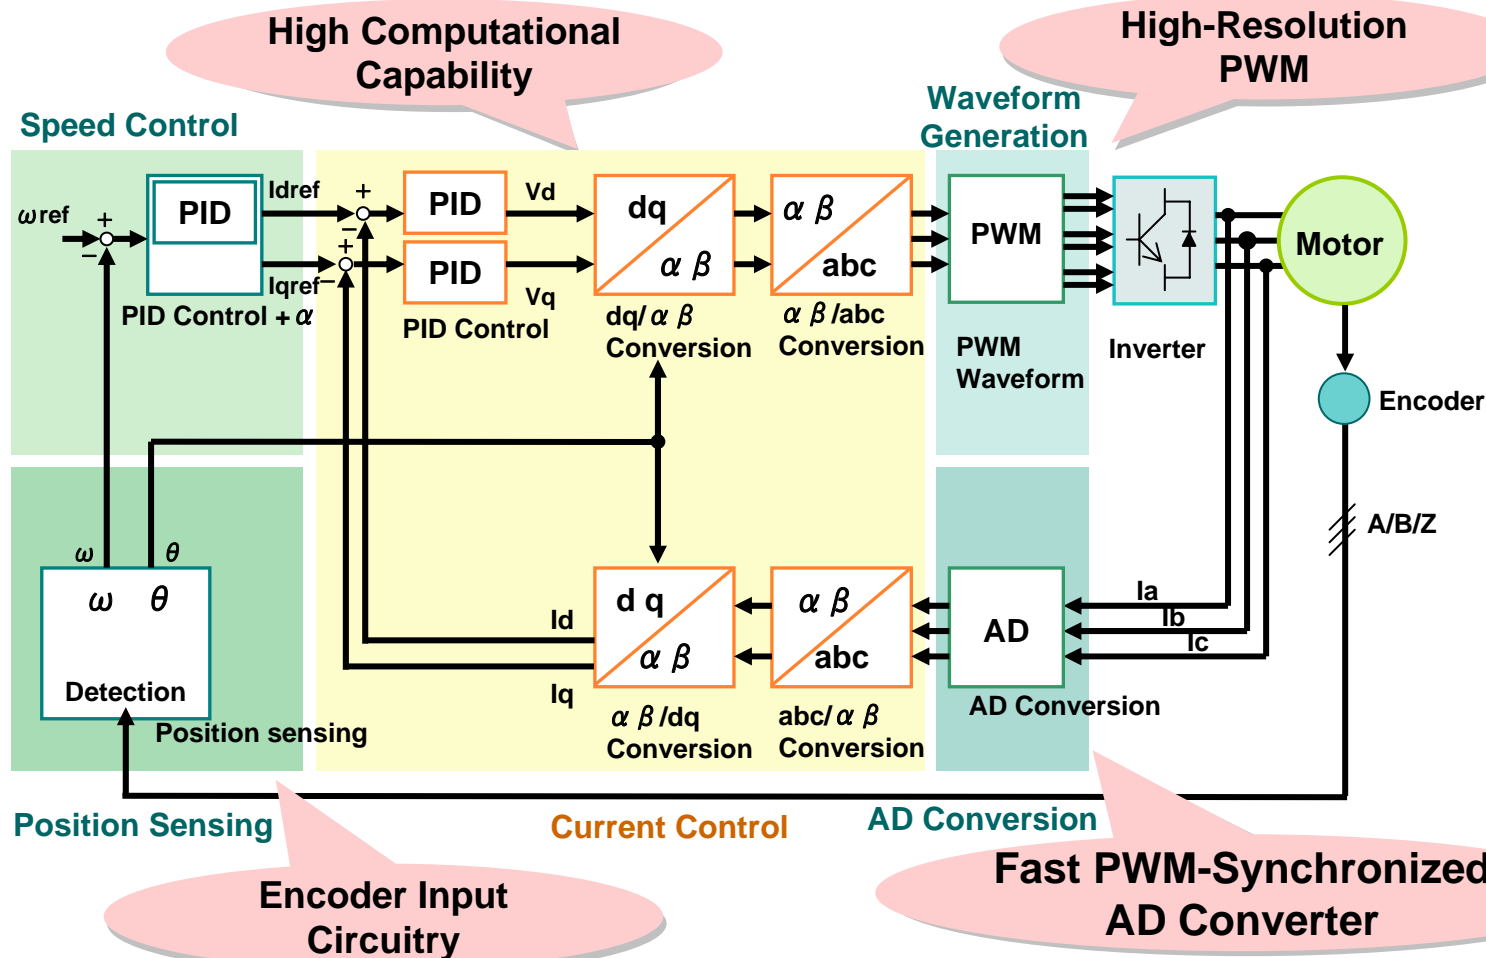 High Computational
Capability
High-Resolution
PWM
Speed Control
Waveform
Generation
ωref
+
−
PID
Idref
Iqref
PID Control + α
+
−
+
−
PID
PID
Vd
Vq
PID Control
dq
α β
dq/α β
Conversion
α β
abc
α β/abc
Conversion
PWM
PWM
Waveform
Inverter
Motor
Encoder
A/B/Z
ω
θ
ω θ
Detection
Position sensing
Id
Iq
d q
α β
α β/dq
Conversion
α β
abc
abc/α β
Conversion
AD
AD Conversion
Ia
Ib
Ic
Position Sensing
Current Control
AD Conversion
Encoder Input
Circuitry
Fast PWM-Synchronized
AD Converter